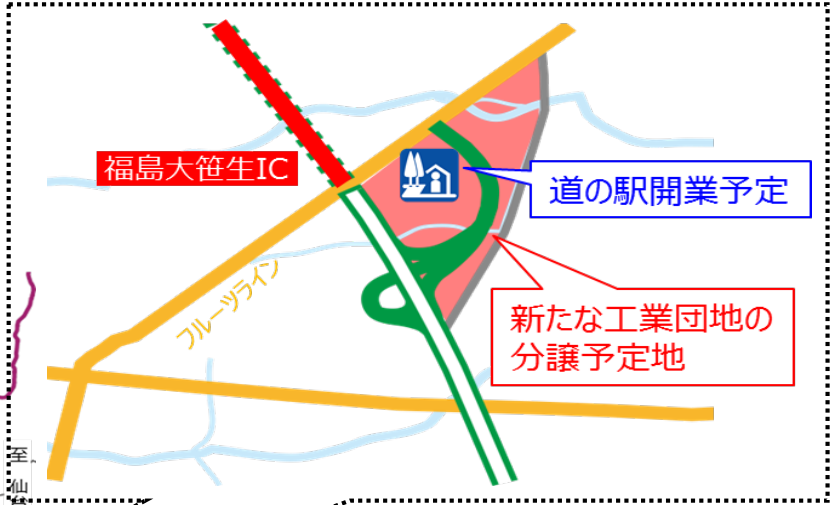 福島大笹生IC
道の駅開業予定
フルーツライン
新たな工業団地の
分譲予定地
至
仙